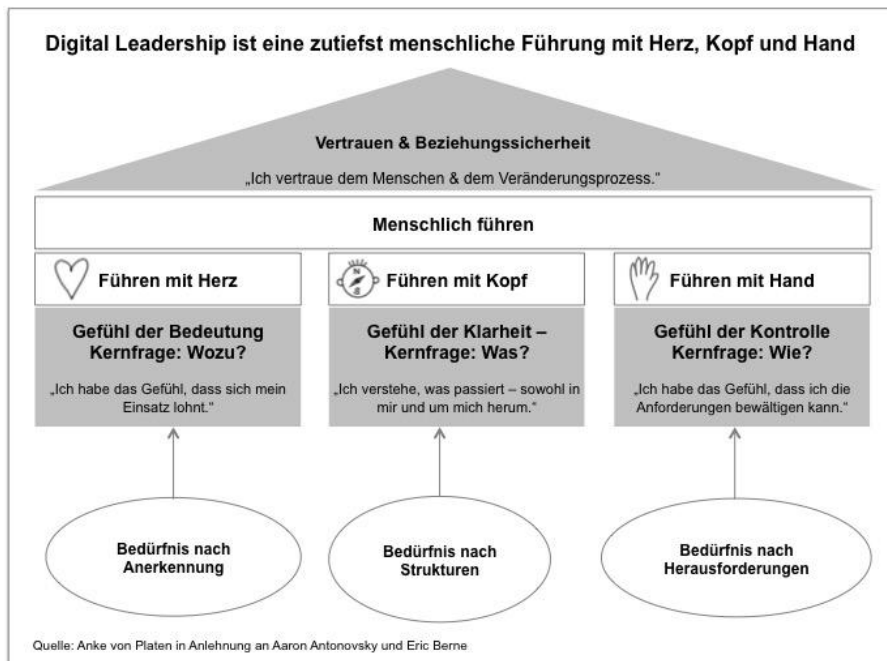 Digital Leadership ist eine zutiefst menschliche Führung mit Herz, Kopf und Hand
Vertrauen & Beziehungssicherheit
„Ich vertraue dem Menschen & dem Veränderungsprozess.“
Menschlich führen
Führen mit Herz
Gefühl der Bedeutung
Kernfrage: Wozu?
„Ich habe das Gefühl, dass sich mein
Einsatz lohnt.“
Bedürfnis nach
Anerkennung
N
S
Führen mit Kopf
Gefühl der Klarheit –
Kernfrage: Was?
„Ich verstehe, was passiert – sowohl in
mir und um mich herum.“
Bedürfnis nach
Strukturen
Führen mit Hand
Gefühl der Kontrolle
Kernfrage: Wie?
„Ich habe das Gefühl, dass ich die
Anforderungen bewältigen kann.“
Bedürfnis nach
Herausforderungen
Quelle: Anke von Platen in Anlehnung an Aaron Antonovsky und Eric Berne